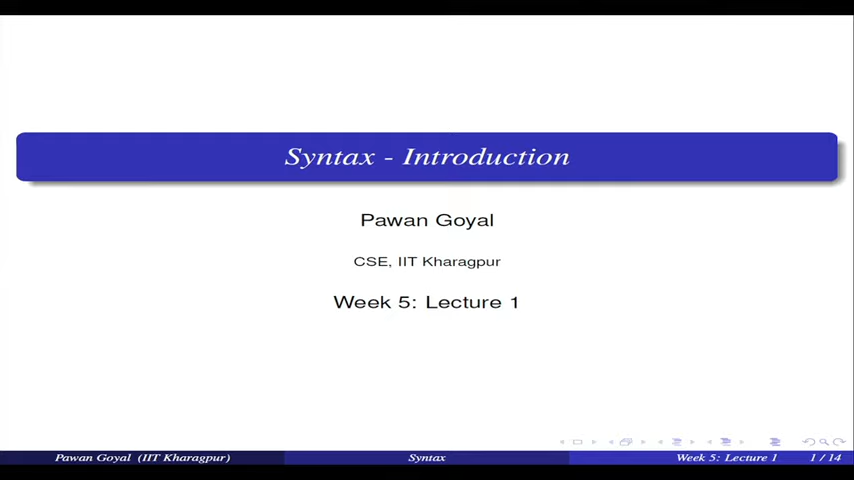 Syntax - Introduction
Pawan Goyal
CSE, IIT Kharagpur
Week 5: Lecture 1
Pawan Goyal (IIT Kharagpur) Syntax Week 5: Lecture 1 1 / 14